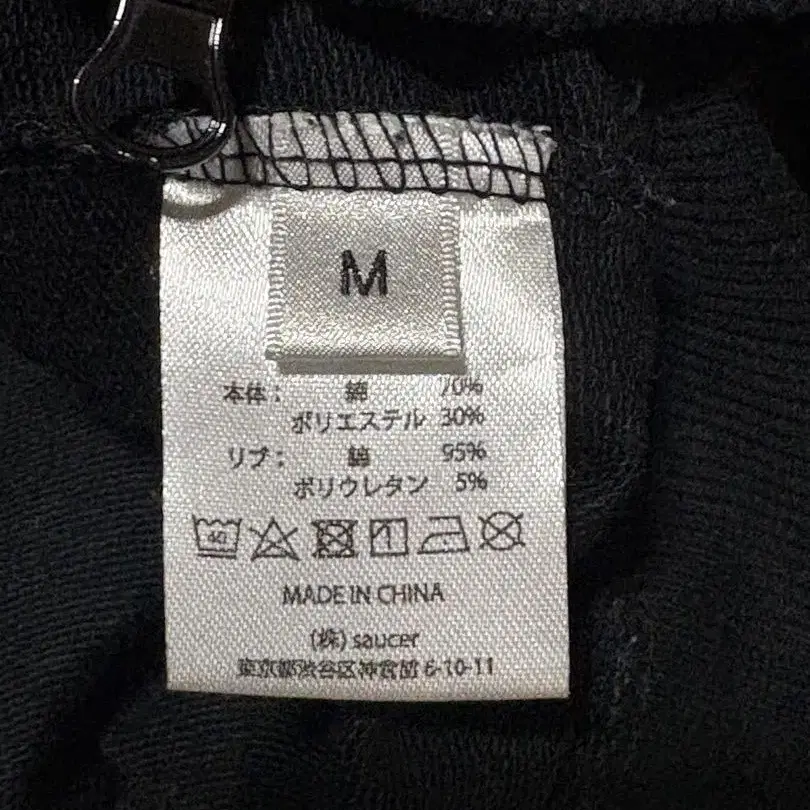 M
本体: 綿 70%
ポリエステル 30%
リブ: 綿 95%
ポリウレタン 5%
40
MADE IN CHINA
(株) saucer
東京都渋谷区神宮前 6-10-11